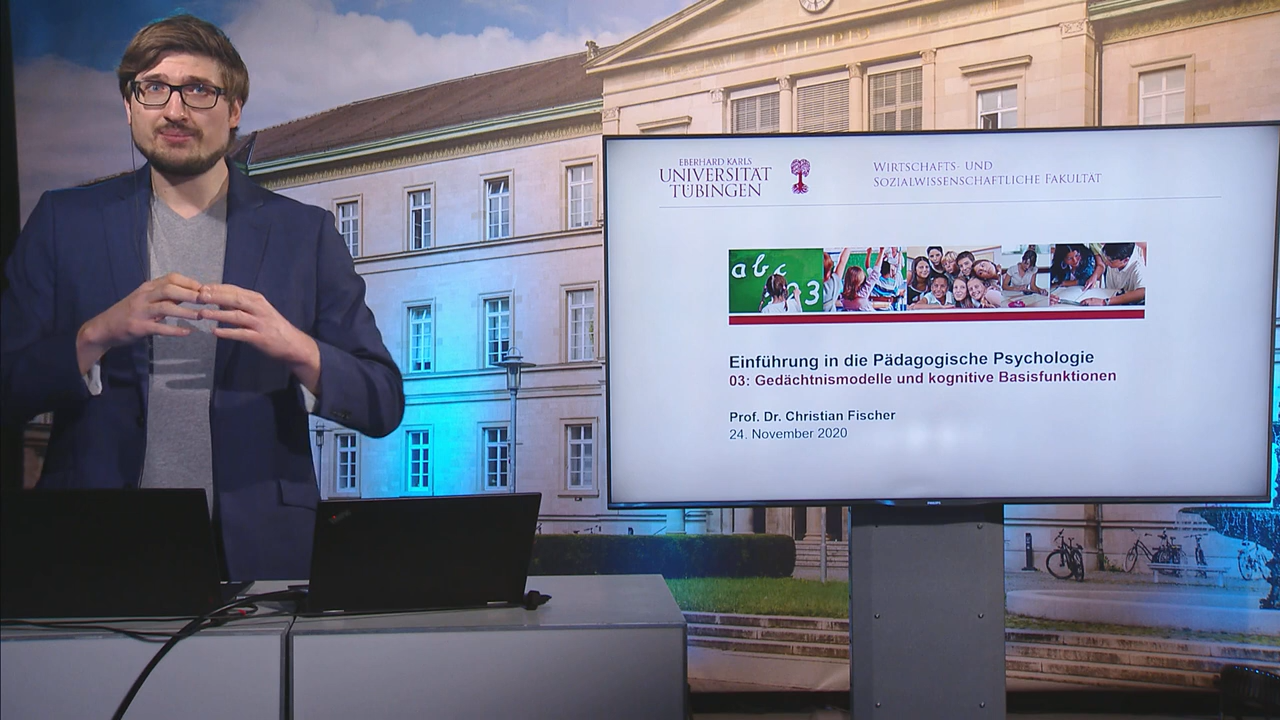 EBERHARD KARLS
UNIVERSITÄT
TÜBINGEN
WIRTSCHAFTS- UND
SOZIALWISSENSCHAFTLICHE FAKULTÄT
abc
3
Einführung in die Pädagogische Psychologie
03: Gedächtnismodelle und kognitive Basisfunktionen
Prof. Dr. Christian Fischer
24. November 2020
PHILIPS